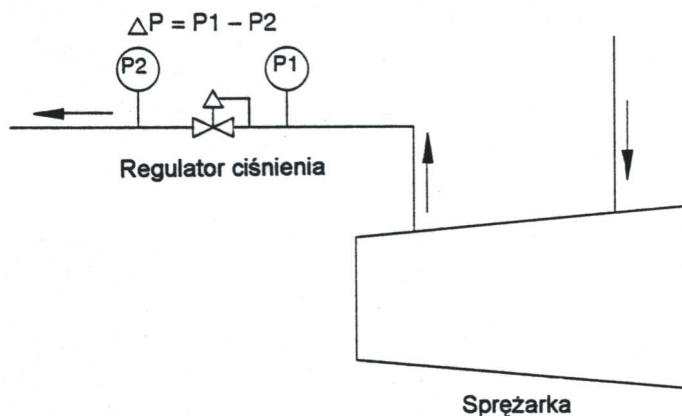 △P = P1 – P2
P2
P1
Regulator ciśnienia
Sprężarka